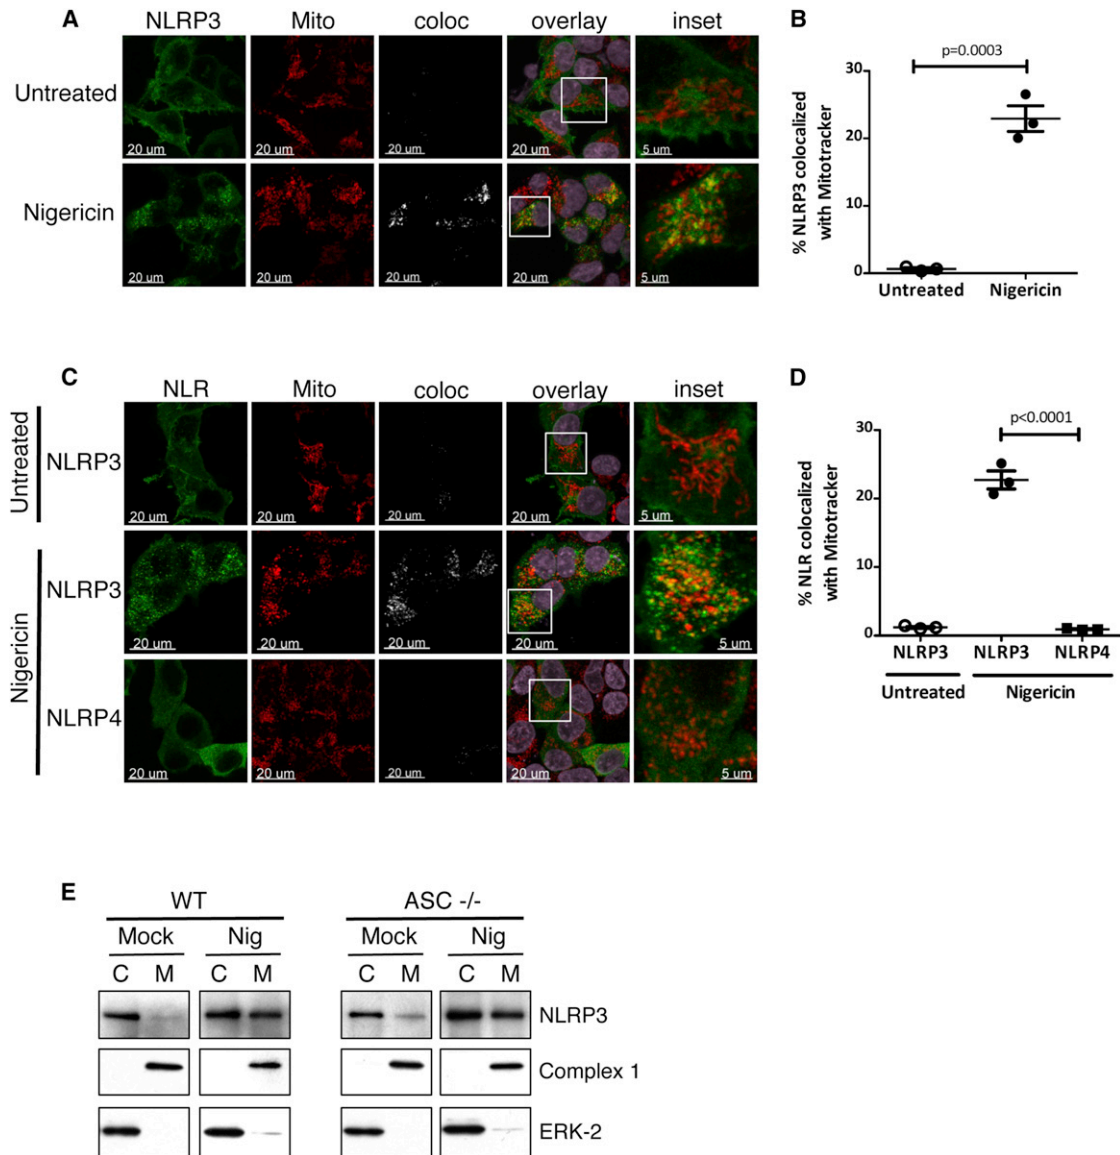 A
NLRP3 Mito coloc overlay inset
Untreated
20 um 20 um 20 um 20 um 5 um
Nigericin
20 um 20 um 20 um 20 um 5 um
B
p=0.0003
30
20
10
0
% NLRP3 colocalized
with Mitotracker
Untreated Nigericin
C
NLR Mito coloc overlay inset
Untreated
NLRP3
20 um 20 um 20 um 20 um 5 um
Nigericin
NLRP3
20 um 20 um 20 um 20 um 5 um
NLRP4
20 um 20 um 20 um 20 um 5 um
D
p<0.0001
30
20
10
0
% NLR colocalized
with Mitotracker
NLRP3 NLRP3 NLRP4
Untreated Nigericin
E
WT ASC -/-
Mock Nig Mock Nig
C M C M C M C M
NLRP3
Complex 1
ERK-2